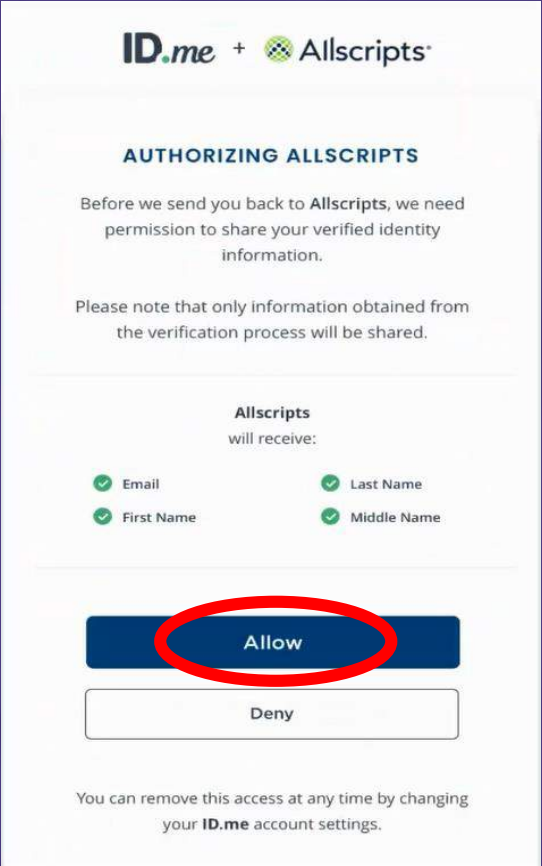 ID.me + Allscripts
AUTHORIZING ALLSCRIPTS
Before we send you back to Allscripts, we need
permission to share your verified identity
information.
Please note that only information obtained from
the verification process will be shared.
Allscripts
will receive:
Email
Last Name
First Name
Middle Name
Allow
Deny
You can remove this access at any time by changing
your ID.me account settings.